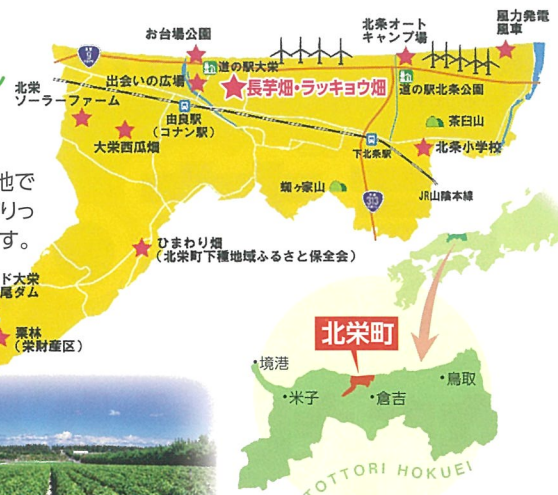 風力発電
風車
お台場公園
北条オート
キャンプ場
9
道の駅大栄
出会いの広場
長芋畑・ラッキョウ畑
道の駅北条公園
北栄
ソーラーファーム
由良駅
（コナン駅）
茶臼山
大栄西瓜畑
下北条駅
北条小学校
蜘ヶ家山
313
JR山陰本線
地で
りっ
す。
ひまわり畑
（北栄町下種地域ふるさと保全会）
ド大栄
尾ダム
栗林
（栄財産区）
北栄町
境港
米子
倉吉
鳥取
TOTTORI HOKUEI